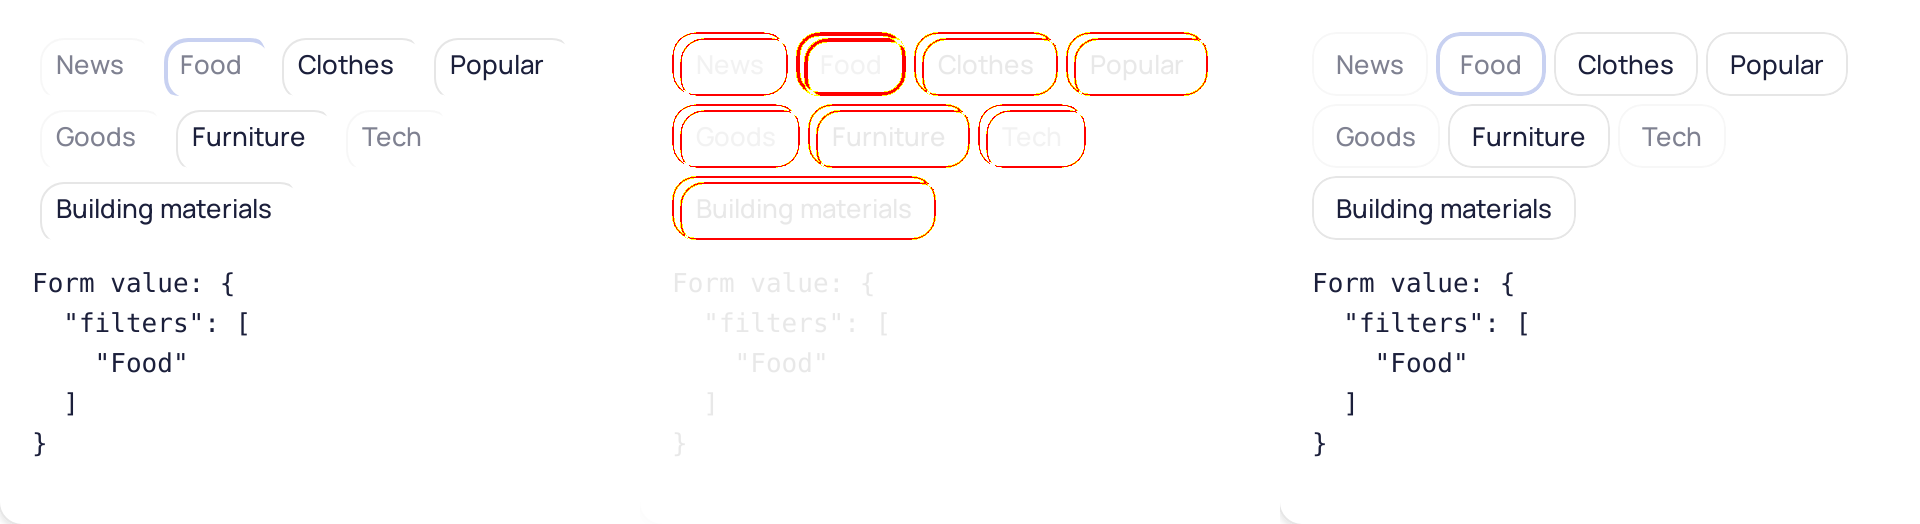 News Food Clothes Popular
Goods Furniture Tech
Building materials
Form value: {
  "filters": [
    "Food"
  ]
}
News Food Clothes Popular
Goods Furniture Tech
Building materials
Form value: {
  "filters": [
    "Food"
  ]
}
News Food Clothes Popular
Goods Furniture Tech
Building materials
Form value: {
  "filters": [
    "Food"
  ]
}